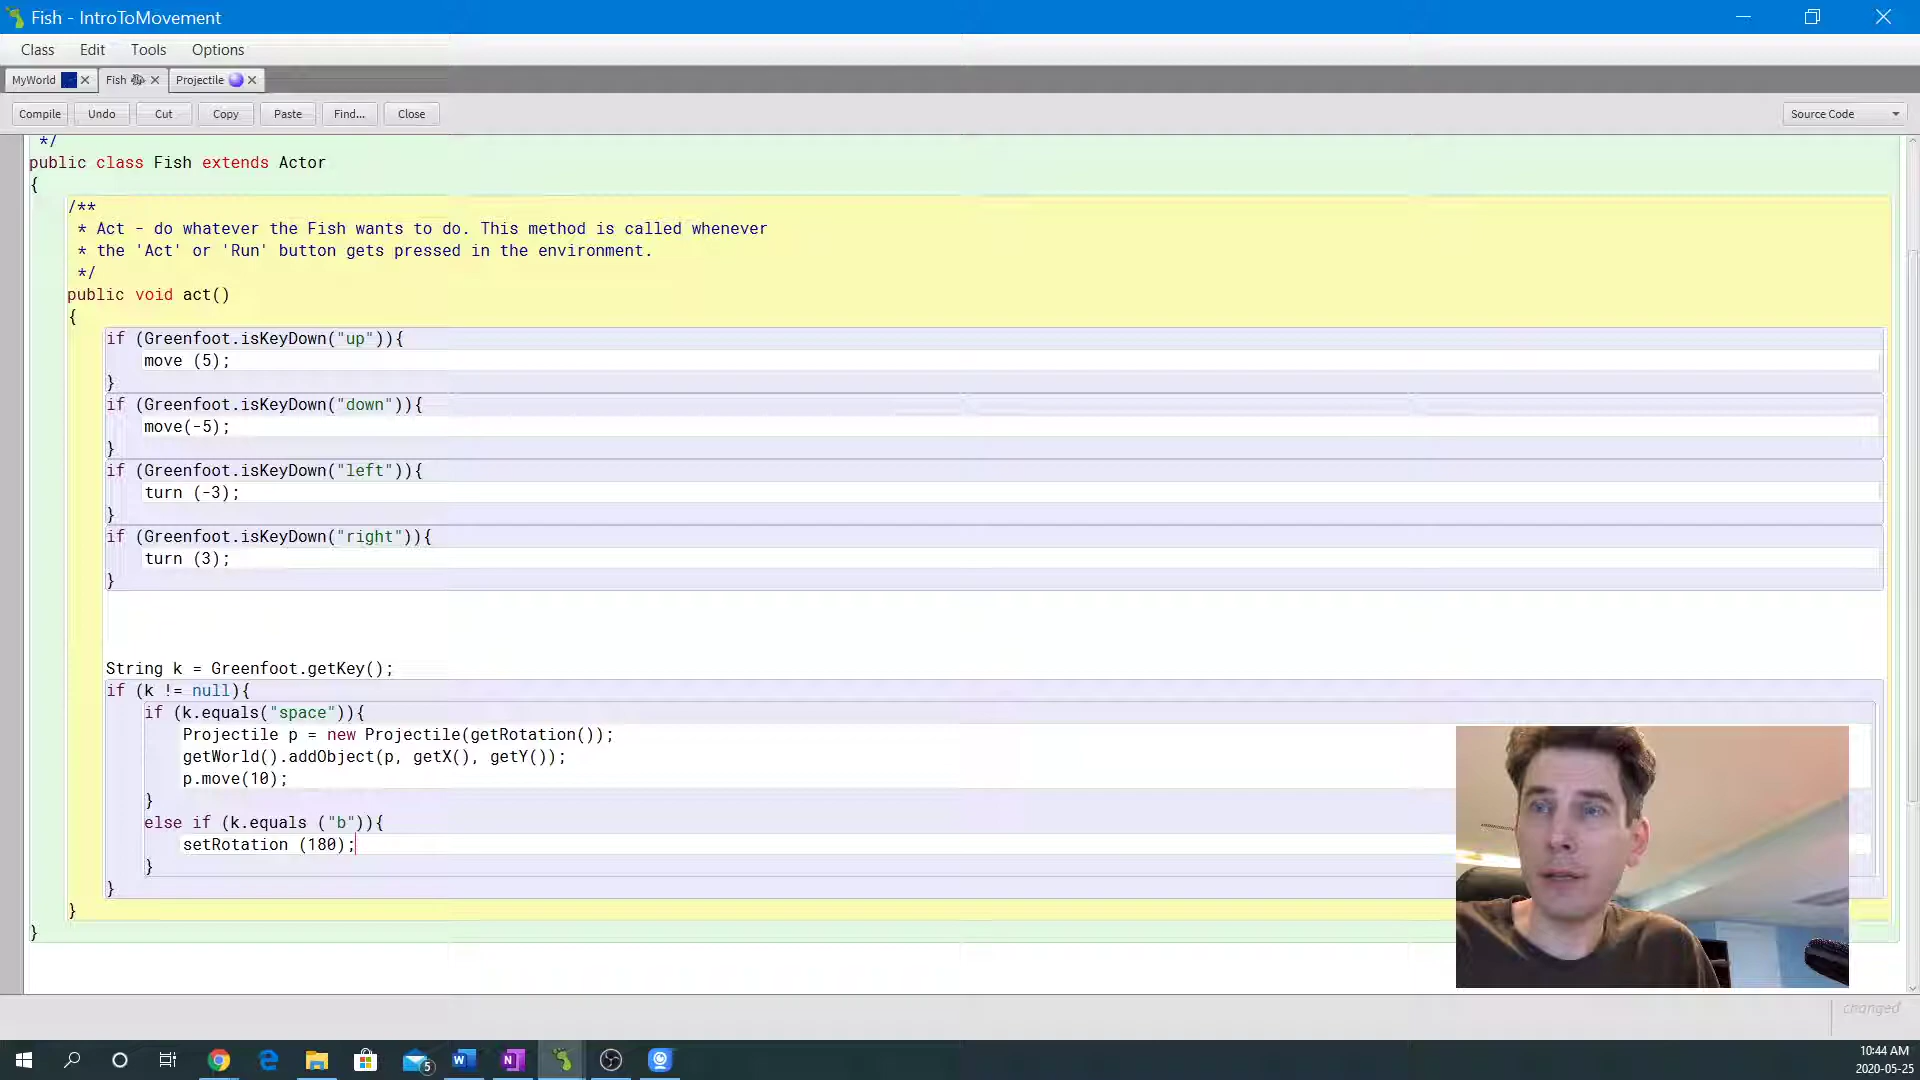 Fish - IntroToMovement
Class Edit Tools Options
MyWorld Fish Projectile
Compile Undo Cut Copy Paste Find... Close Source Code
*/
public class Fish extends Actor
{
/**
* Act - do whatever the Fish wants to do. This method is called whenever
* the 'Act' or 'Run' button gets pressed in the environment.
*/
public void act()
{
if (Greenfoot.isKeyDown("up")){
move (5);
}
if (Greenfoot.isKeyDown("down")){
move(-5);
}
if (Greenfoot.isKeyDown("left")){
turn (-3);
}
if (Greenfoot.isKeyDown("right")){
turn (3);
}
String k = Greenfoot.getKey();
if (k != null){
if (k.equals("space")){
Projectile p = new Projectile(getRotation());
getWorld().addObject(p, getX(), getY());
p.move(10);
}
else if (k.equals ("b")){
setRotation (180);
}
}
}
}
changed
5
10:44 AM
2020-05-25